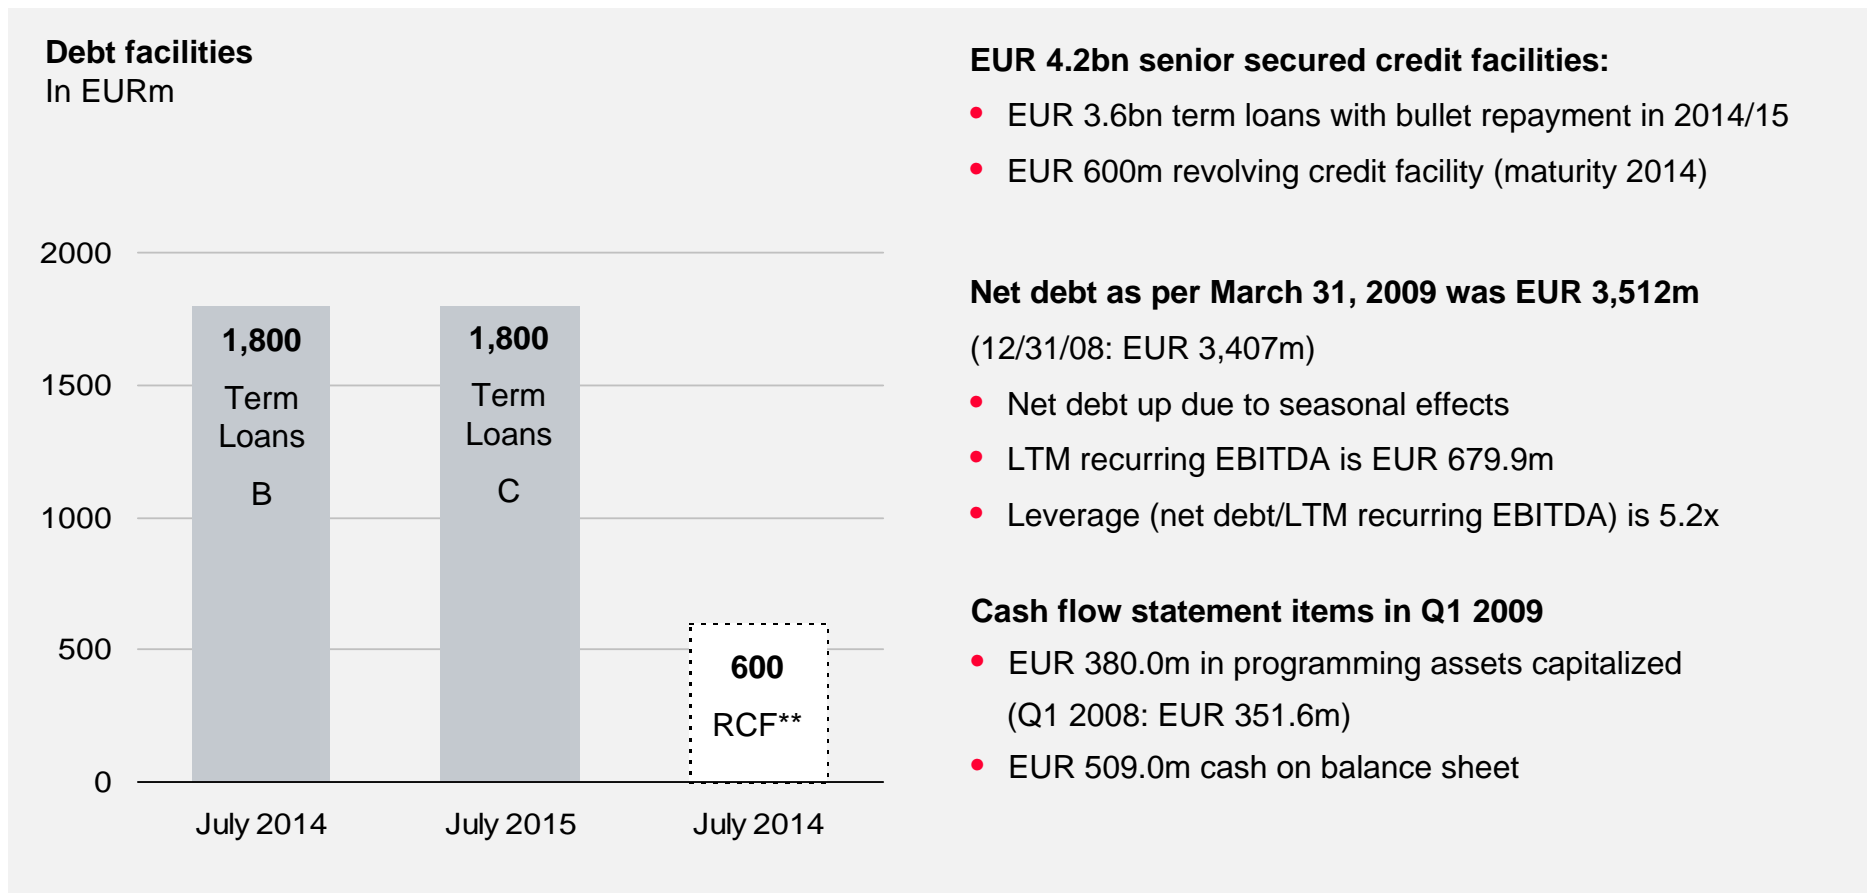 Debt facilities
In EURm
2000
1500
1000
500
0
1,800
Term
Loans
B
1,800
Term
Loans
C
600
RCF**
July 2014
July 2015
July 2014
EUR 4.2bn senior secured credit facilities:
• EUR 3.6bn term loans with bullet repayment in 2014/15
• EUR 600m revolving credit facility (maturity 2014)
Net debt as per March 31, 2009 was EUR 3,512m
(12/31/08: EUR 3,407m)
• Net debt up due to seasonal effects
• LTM recurring EBITDA is EUR 679.9m
• Leverage (net debt/LTM recurring EBITDA) is 5.2x
Cash flow statement items in Q1 2009
• EUR 380.0m in programming assets capitalized
(Q1 2008: EUR 351.6m)
• EUR 509.0m cash on balance sheet